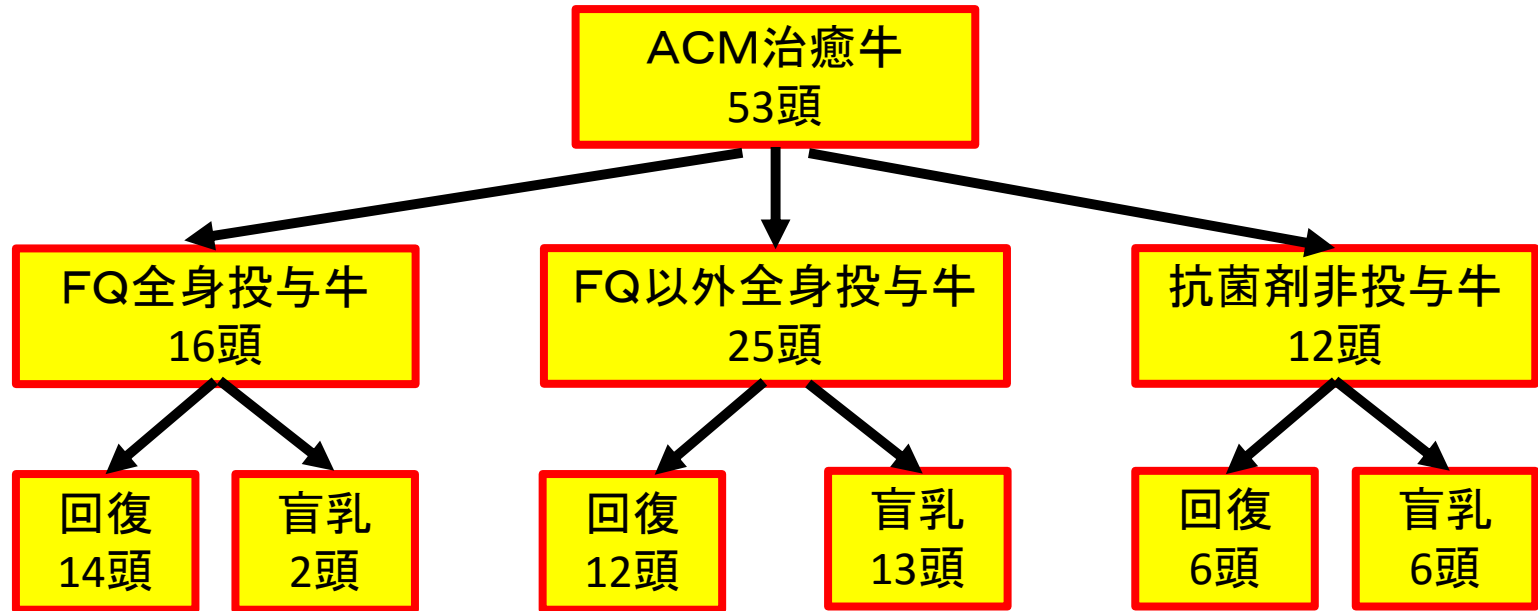 ACM治癒牛
53頭
FQ全身投与牛
16頭
FQ以外全身投与牛
25頭
抗菌剤非投与牛
12頭
回復
14頭
盲乳
2頭
回復
12頭
盲乳
13頭
回復
6頭
盲乳
6頭